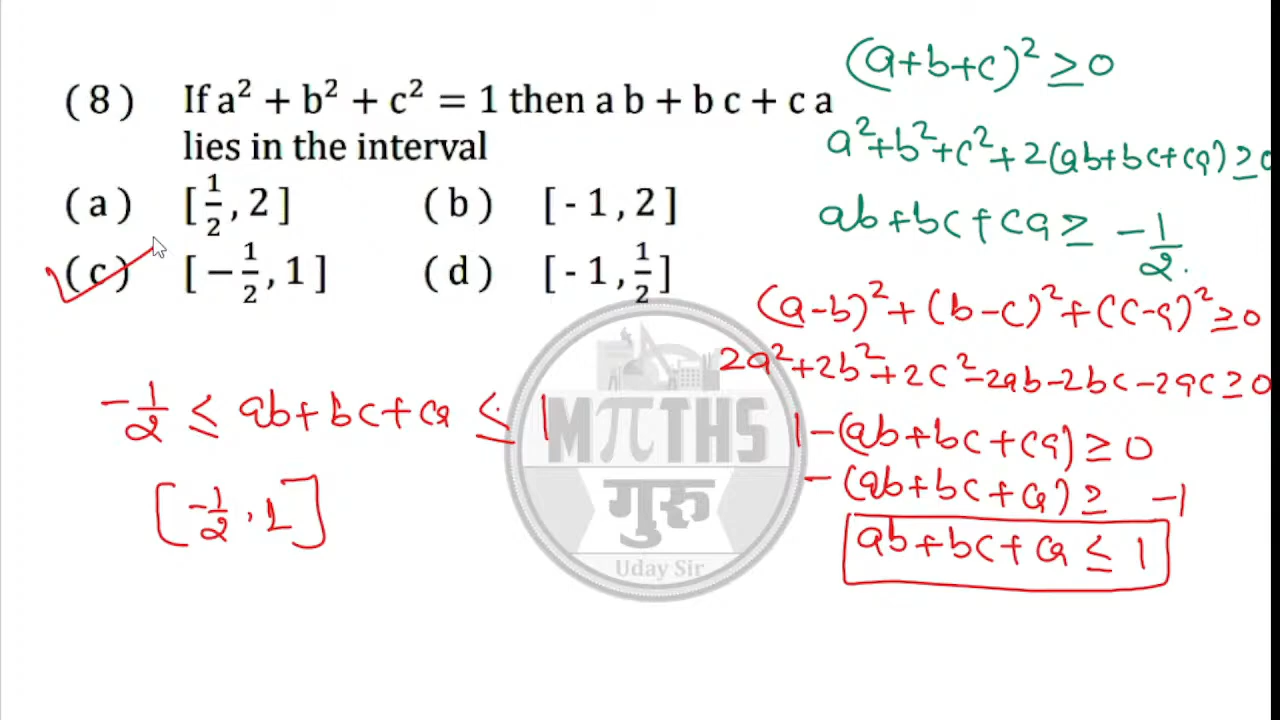 (8) If a² + b² + c² = 1 then a b + b c + c a
lies in the interval
(a) [1/2, 2] (b) [-1, 2]
(c) [−1/2, 1] (d) [-1, 1/2]
(a+b+c)² ≥ 0
a²+b²+c²+2(ab+bc+ca) ≥ 0
ab+bc+ca ≥ -1/2.
(a-b)²+(b-c)²+(c-a)² ≥ 0
2a²+2b²+2c²-2ab-2bc-2ac ≥ 0
1-(ab+bc+ca) ≥ 0
-(ab+bc+ca) ≥ -1
ab+bc+ca ≤ 1
-1/2 ≤ ab+bc+ca ≤ 1
[-1/2, 1]
MπTHS
गुरु
Uday Sir